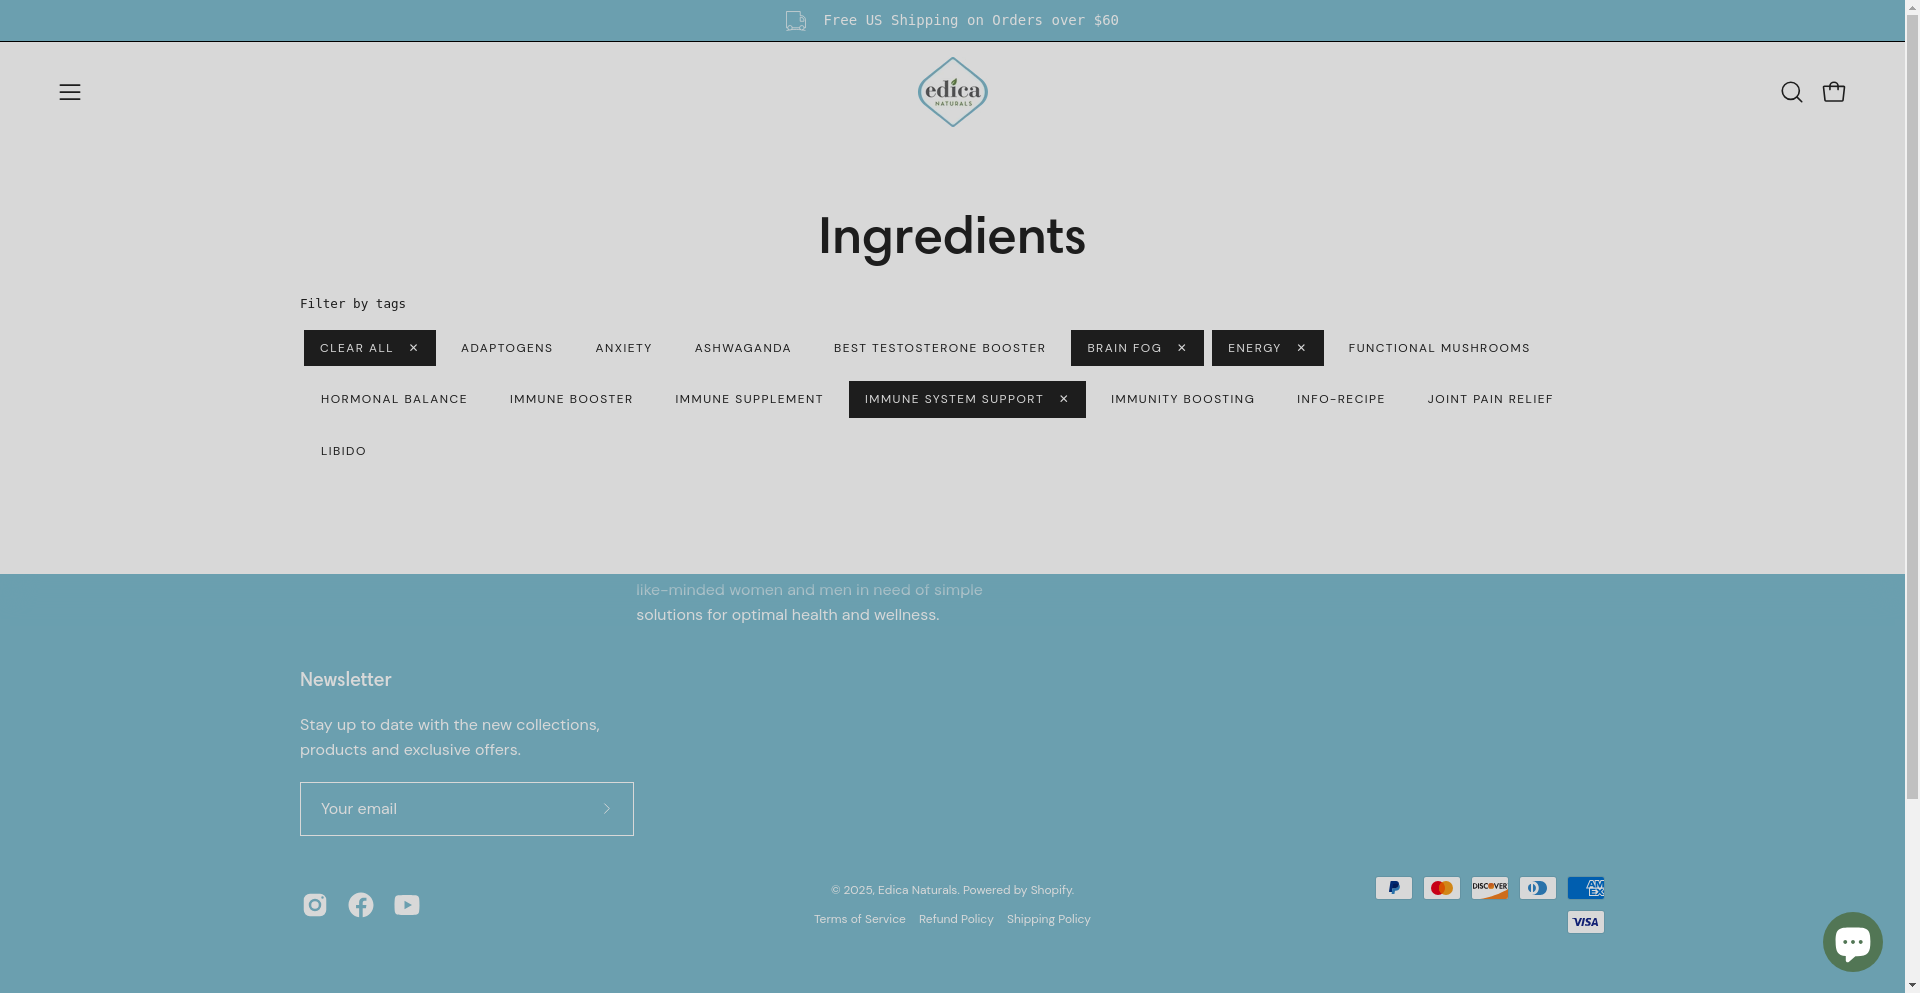 Free US Shipping on Orders over $60
edica
NATURALS
Ingredients
Filter by tags
CLEAR ALL ✕ ADAPTOGENS ANXIETY ASHWAGANDA BEST TESTOSTERONE BOOSTER BRAIN FOG ✕ ENERGY ✕ FUNCTIONAL MUSHROOMS
HORMONAL BALANCE IMMUNE BOOSTER IMMUNE SUPPLEMENT IMMUNE SYSTEM SUPPORT ✕ IMMUNITY BOOSTING INFO-RECIPE JOINT PAIN RELIEF
LIBIDO
like-minded women and men in need of simple
solutions for optimal health and wellness.
Newsletter
Stay up to date with the new collections,
products and exclusive offers.
Your email
© 2025, Edica Naturals. Powered by Shopify.
Terms of Service Refund Policy Shipping Policy
DISCOVER
AM
EX
VISA